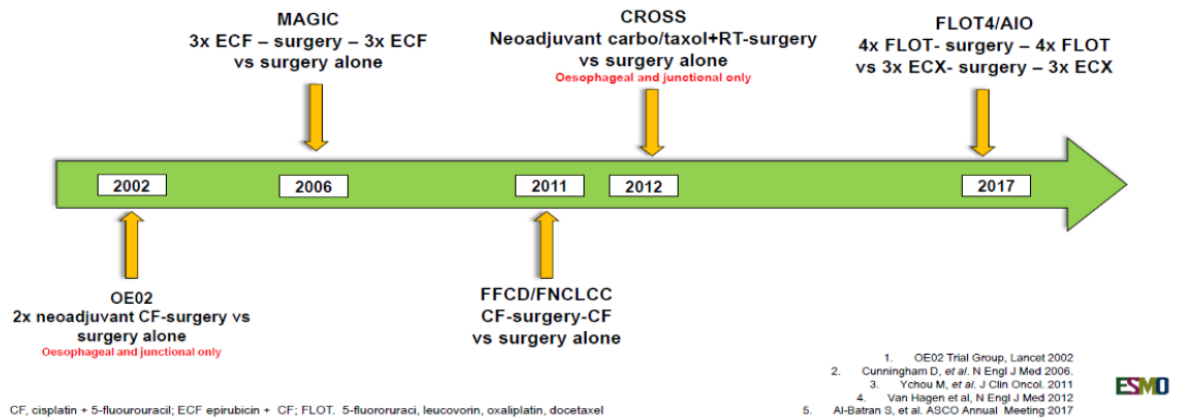 MAGIC
3x ECF – surgery – 3x ECF
vs surgery alone
CROSS
Neoadjuvant carbo/taxol+RT-surgery
vs surgery alone
Oesophageal and junctional only
FLOT4/AIO
4x FLOT- surgery – 4x FLOT
vs 3x ECX- surgery – 3x ECX
2002
2006
2011
2012
2017
OE02
2x neoadjuvant CF-surgery vs
surgery alone
Oesophageal and junctional only
FFCD/FNCLCC
CF-surgery-CF
vs surgery alone
1. OE02 Trial Group, Lancet 2002
2. Cunningham D, et al. N Engl J Med 2006.
3. Ychou M, et al. J Clin Oncol. 2011
4. Van Hagen et al, N Engl J Med 2012
5. Al-Batran S, et al. ASCO Annual Meeting 2017
ESMO
CF, cisplatin + 5-fluourouracil; ECF epirubicin + CF; FLOT. 5-fluororuraci, leucovorin, oxaliplatin, docetaxel